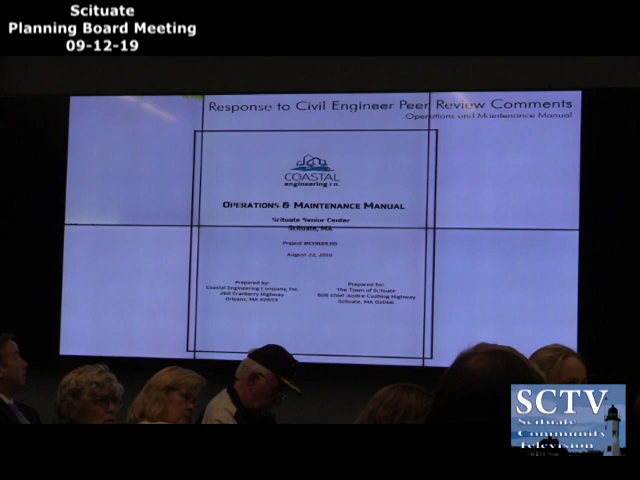 Scituate
Planning Board Meeting
09-12-19
Response to Civil Engineer Peer Review Comments
Operations and Maintenance Manual
COASTAL
engineering co.
OPERATIONS & MAINTENANCE MANUAL
Scituate Senior Center
Scituate, MA
August 22, 2019
Prepared by:
Coastal Engineering Company, Inc.
260 Cranberry Highway
Orleans, MA 02653
Prepared for:
The Town of Scituate
600 Chief Justice Cushing Highway
Scituate, MA 02066
SCTV
Scituate
Community
Television